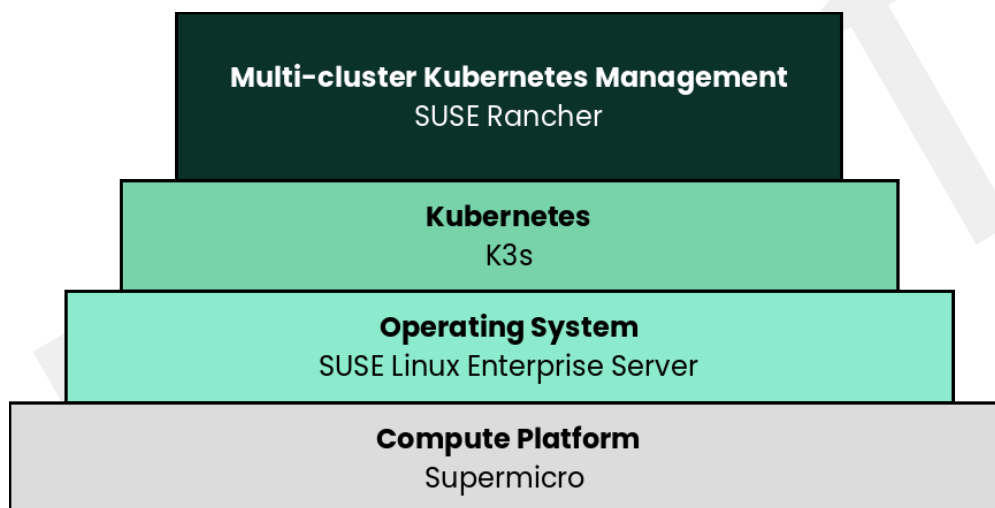 Multi-cluster Kubernetes Management
SUSE Rancher
Kubernetes
K3s
Operating System
SUSE Linux Enterprise Server
Compute Platform
Supermicro